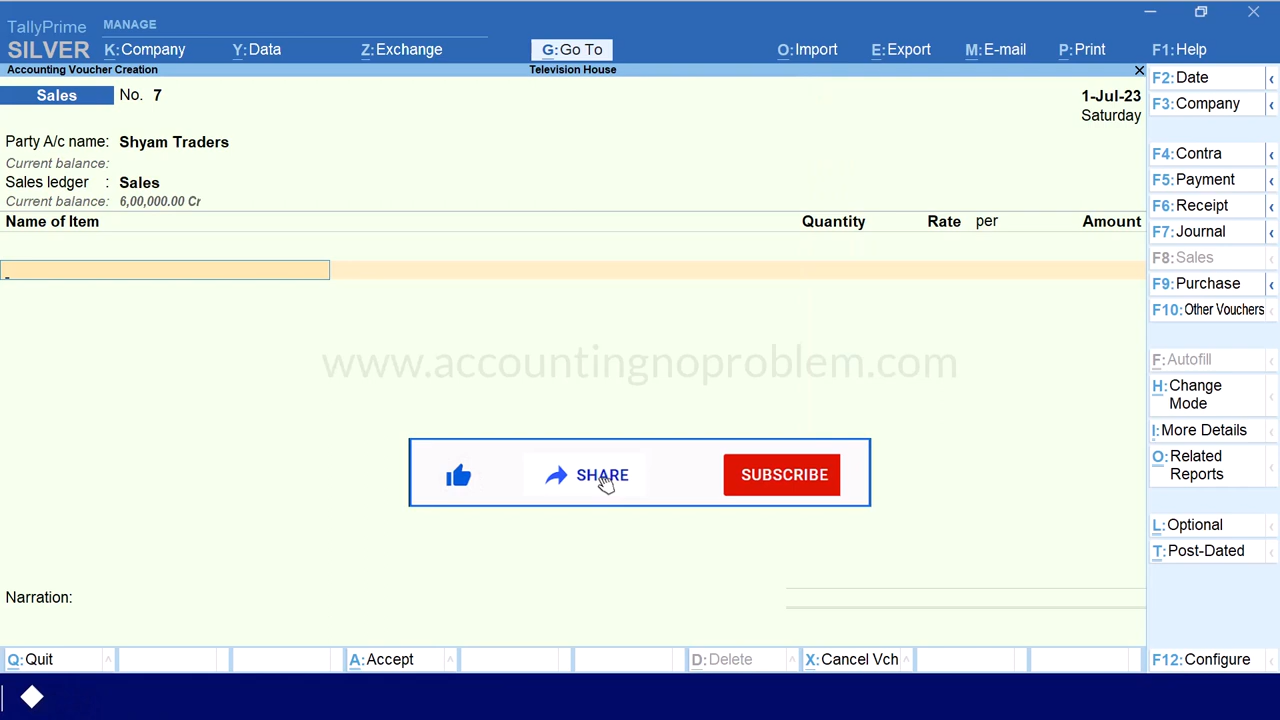 TallyPrime MANAGE
SILVER K:Company Y:Data Z:Exchange G:Go To O:Import E:Export M:E-mail P:Print F1:Help
Accounting Voucher Creation Television House
Sales No. 7 1-Jul-23
Saturday
Party A/c name: Shyam Traders
Current balance:
Sales ledger : Sales
Current balance: 6,00,000.00 Cr
Name of Item Quantity Rate per Amount
www.accountingnoproblem.com
SHARE SUBSCRIBE
Narration:
Q:Quit A:Accept D:Delete X:Cancel Vch
F2:Date
F3:Company
F4:Contra
F5:Payment
F6:Receipt
F7:Journal
F8:Sales
F9:Purchase
F10:Other Vouchers
F:Autofill
H:Change
Mode
I:More Details
O:Related
Reports
L:Optional
T:Post-Dated
F12:Configure